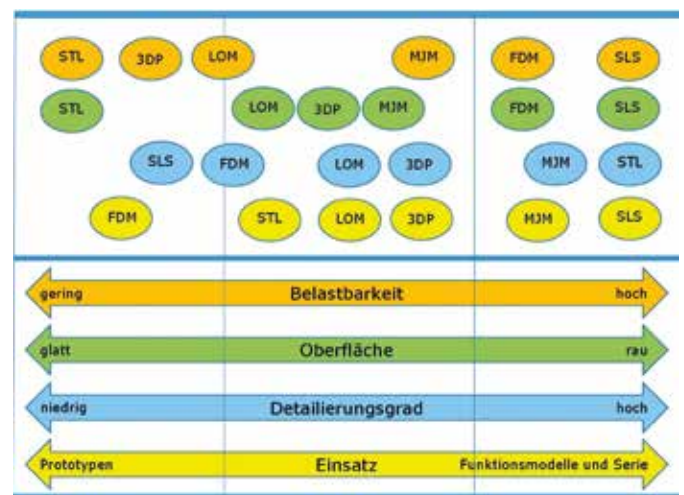 STL 3DP LOM MJM FDM SLS
STL LOM 3DP MJM FDM SLS
SLS FDM LOM 3DP MJM STL
FDM STL LOM 3DP MJM SLS
gering Belastbarkeit hoch
glatt Oberfläche rau
niedrig Detailierungsgrad hoch
Prototypen Einsatz Funktionsmodelle und Serie